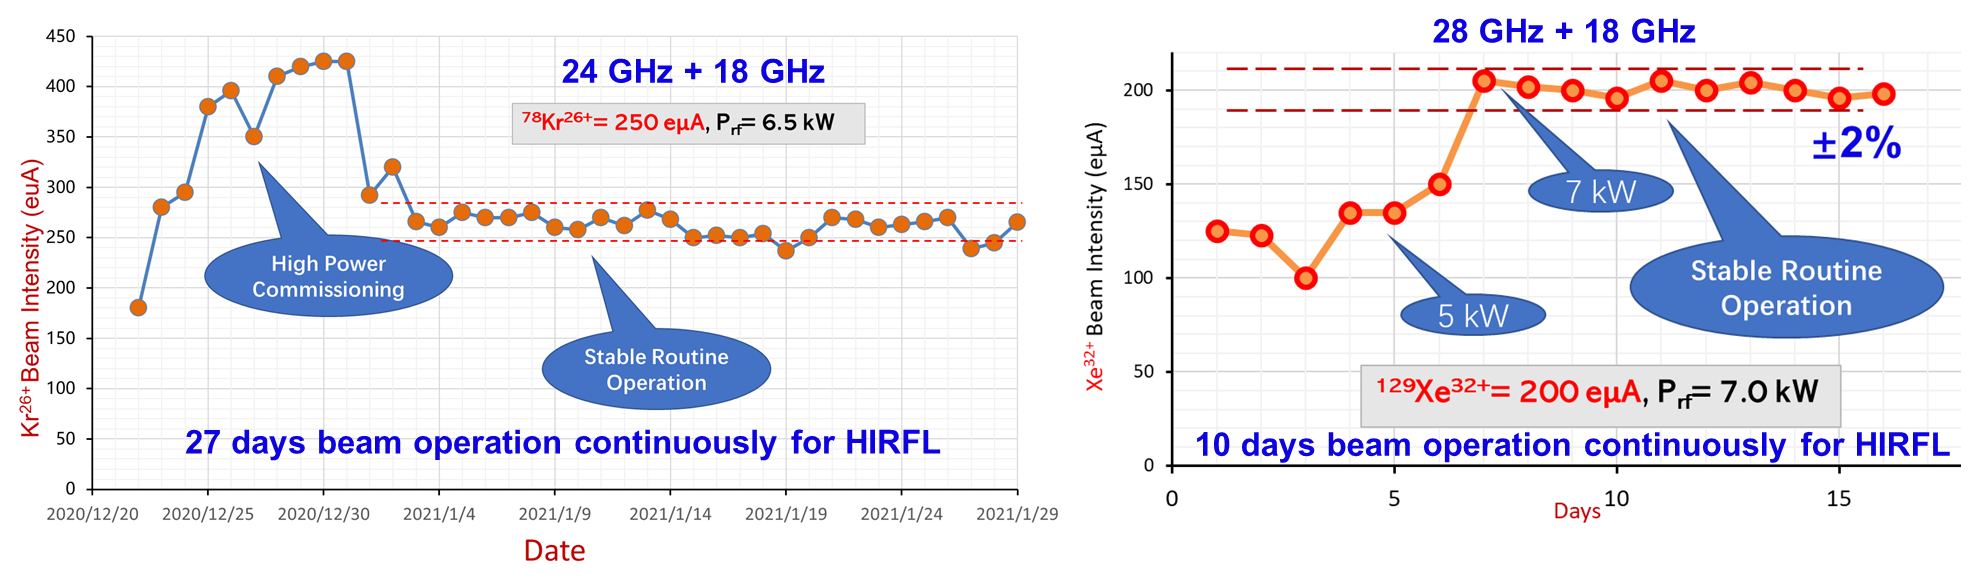 450
400
350
300
250
200
150
100
50
0
Kr26+ Beam Intensity (euA)
24 GHz + 18 GHz
78Kr26+= 250 eμA, Prf= 6.5 kW
High Power
Commissioning
Stable Routine
Operation
27 days beam operation continuously for HIRFL
2020/12/20 2020/12/25 2020/12/30 2021/1/4 2021/1/9 2021/1/14 2021/1/19 2021/1/24 2021/1/29
Date
28 GHz + 18 GHz
200
150
100
50
0
Xe32+ Beam Intensity (eμA)
±2%
7 kW
5 kW
Stable Routine
Operation
129Xe32+= 200 eμA, Prf= 7.0 kW
10 days beam operation continuously for HIRFL
0 5 10 15
Days